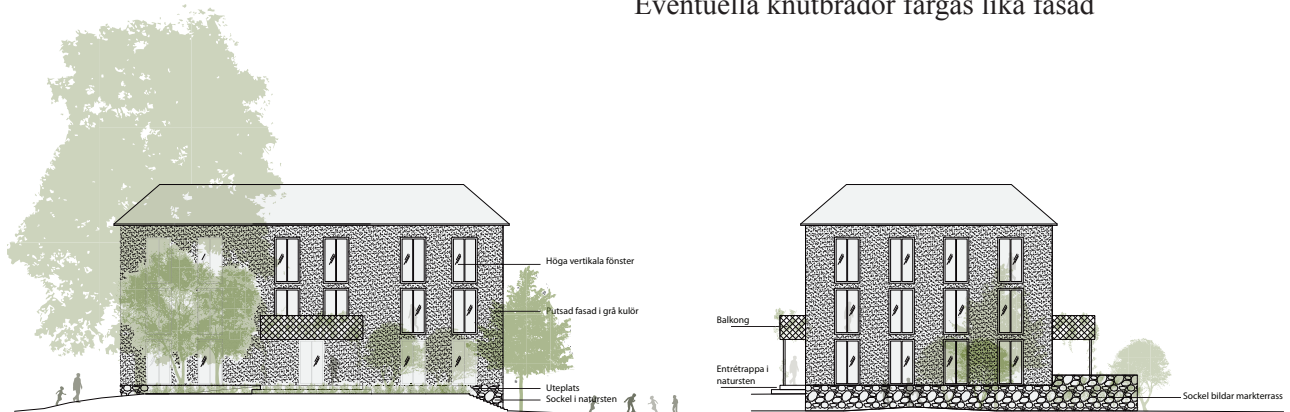 Eventuella knutbrädor färgas lika fasad
Höga vertikala fönster
Putsad fasad i grå kulör
Uteplats
Sockel i natursten
Balkong
Entrétrappa i
natursten
Sockel bildar markterrass